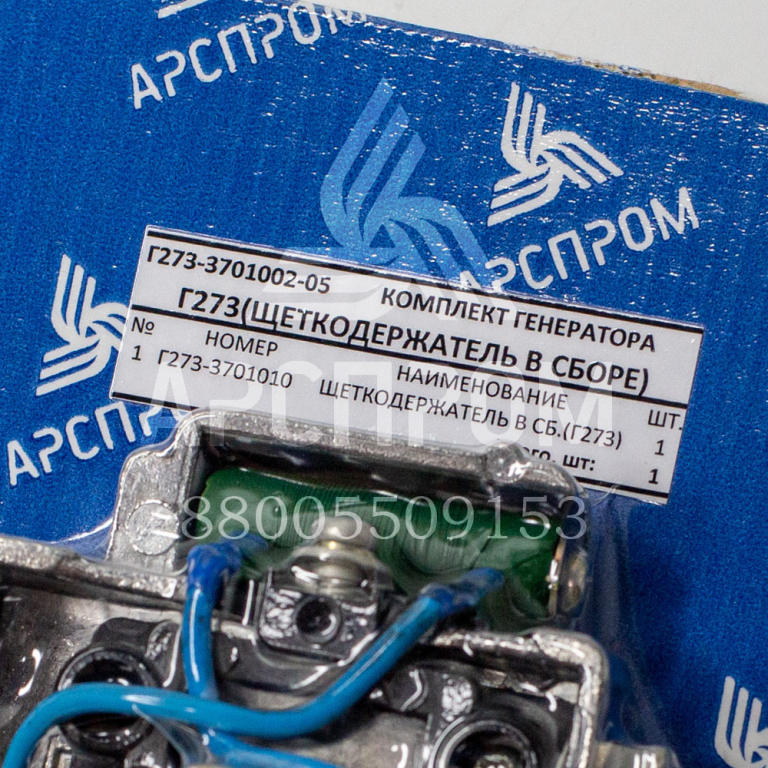 АРСПРОМ
АРСПРОМ
Г273-3701002-05 КОМПЛЕКТ ГЕНЕРАТОРА
Г273(ЩЕТКОДЕРЖАТЕЛЬ В СБОРЕ)
№ НОМЕР НАИМЕНОВАНИЕ ШТ.
1 Г273-3701010 ЩЕТКОДЕРЖАТЕЛЬ В СБ.(Г273) 1
шт: 1
АРСПРОМ
АРСПРОМ
88005509153